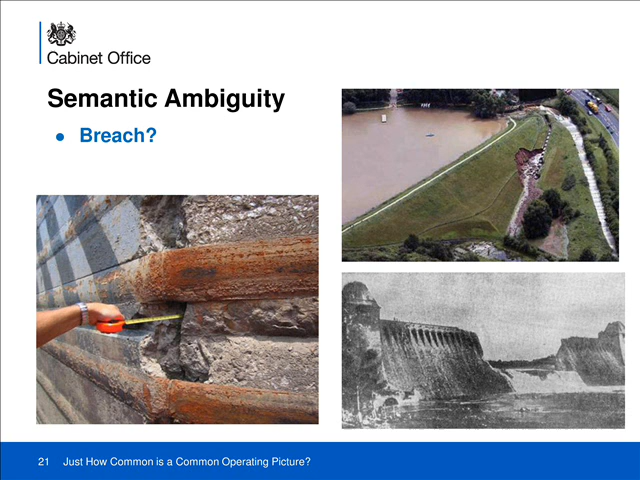 Cabinet Office
Semantic Ambiguity
● Breach?
21 Just How Common is a Common Operating Picture?